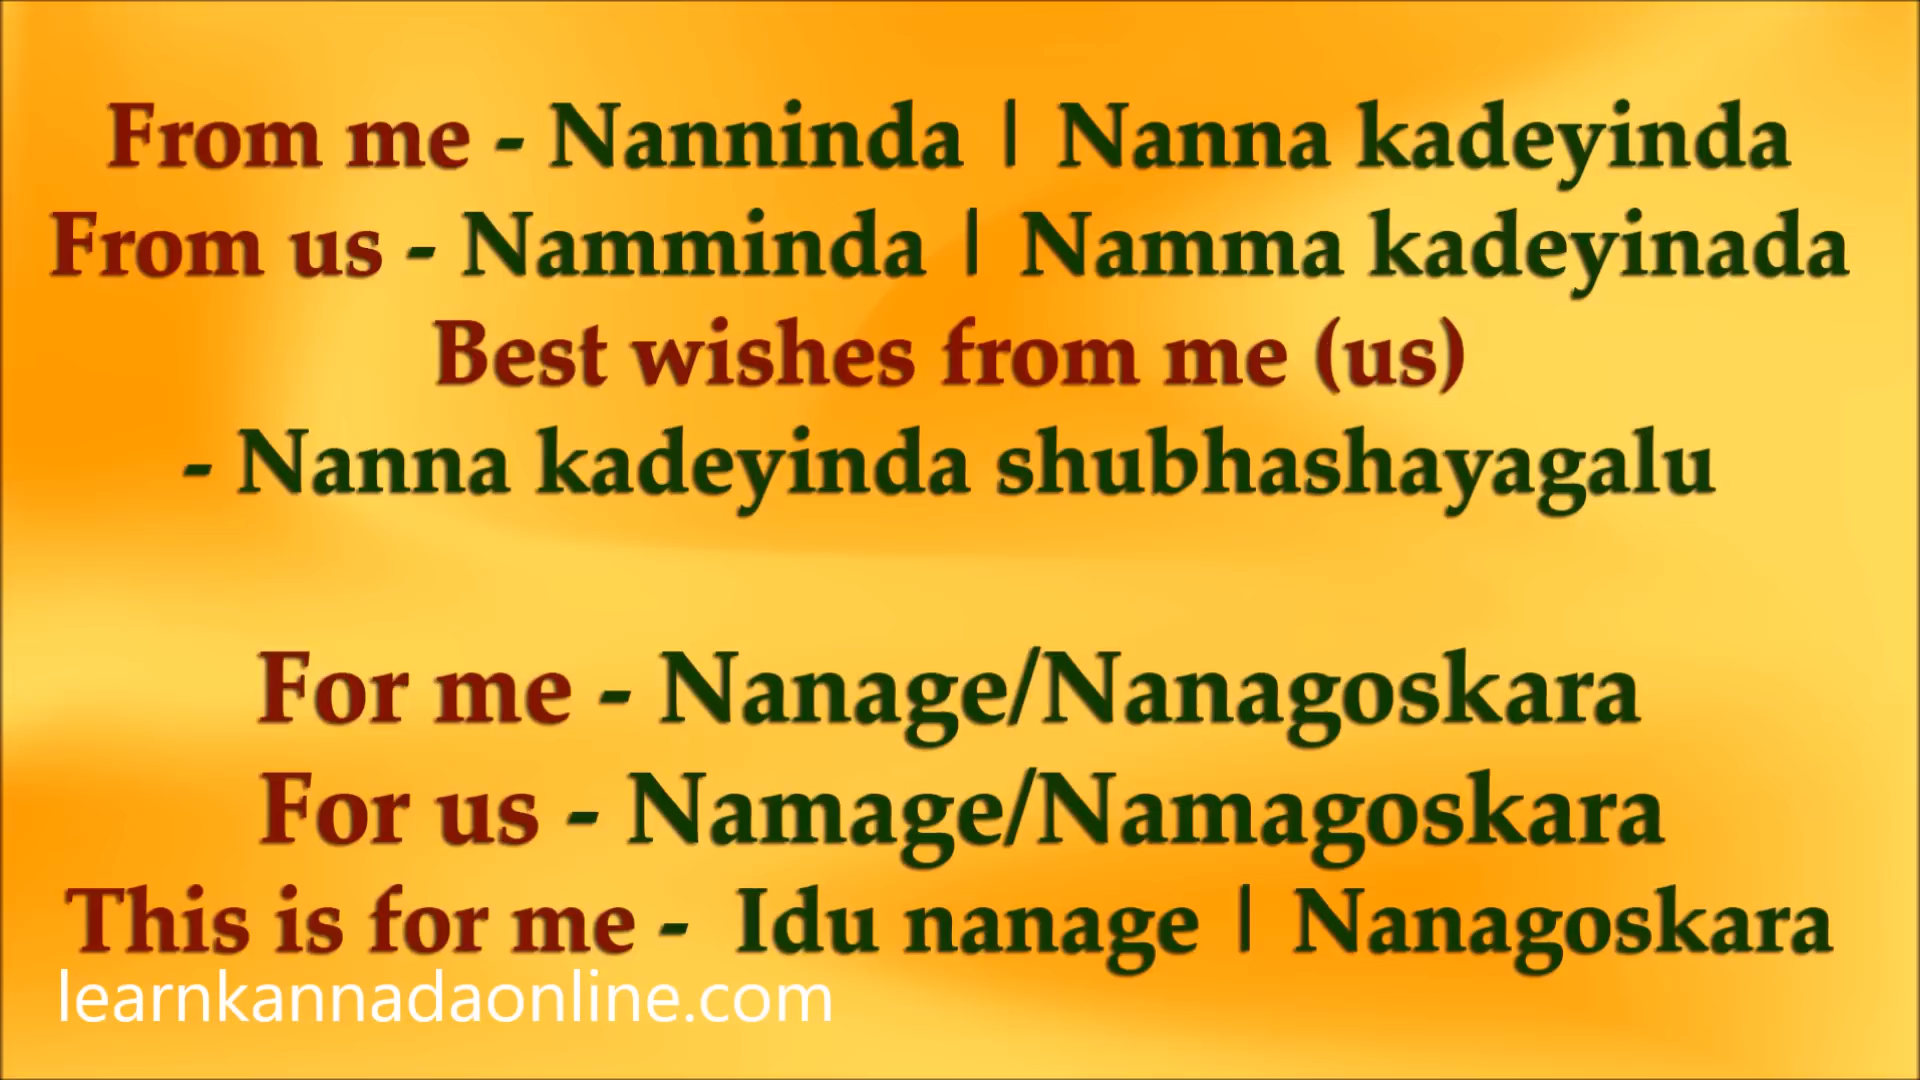 From me - Nanninda | Nanna kadeyinda
From us - Namminda | Namma kadeyinada
Best wishes from me (us)
- Nanna kadeyinda shubhashayagalu
For me - Nanage/Nanagoskara
For us - Namage/Namagoskara
This is for me - Idu nanage | Nanagoskara
learnkannadaonline.com